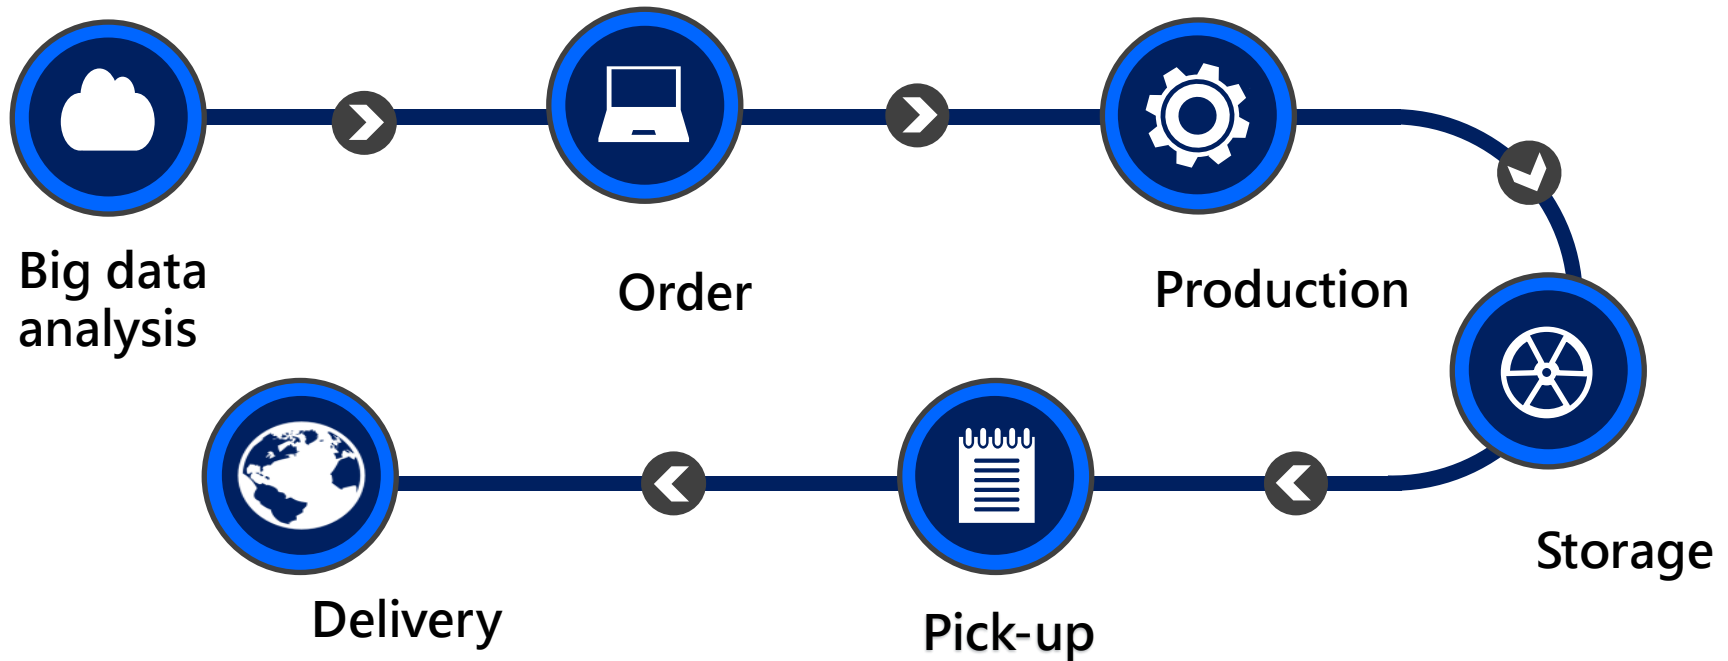 Big data
analysis
Order
Production
Storage
Pick-up
Delivery